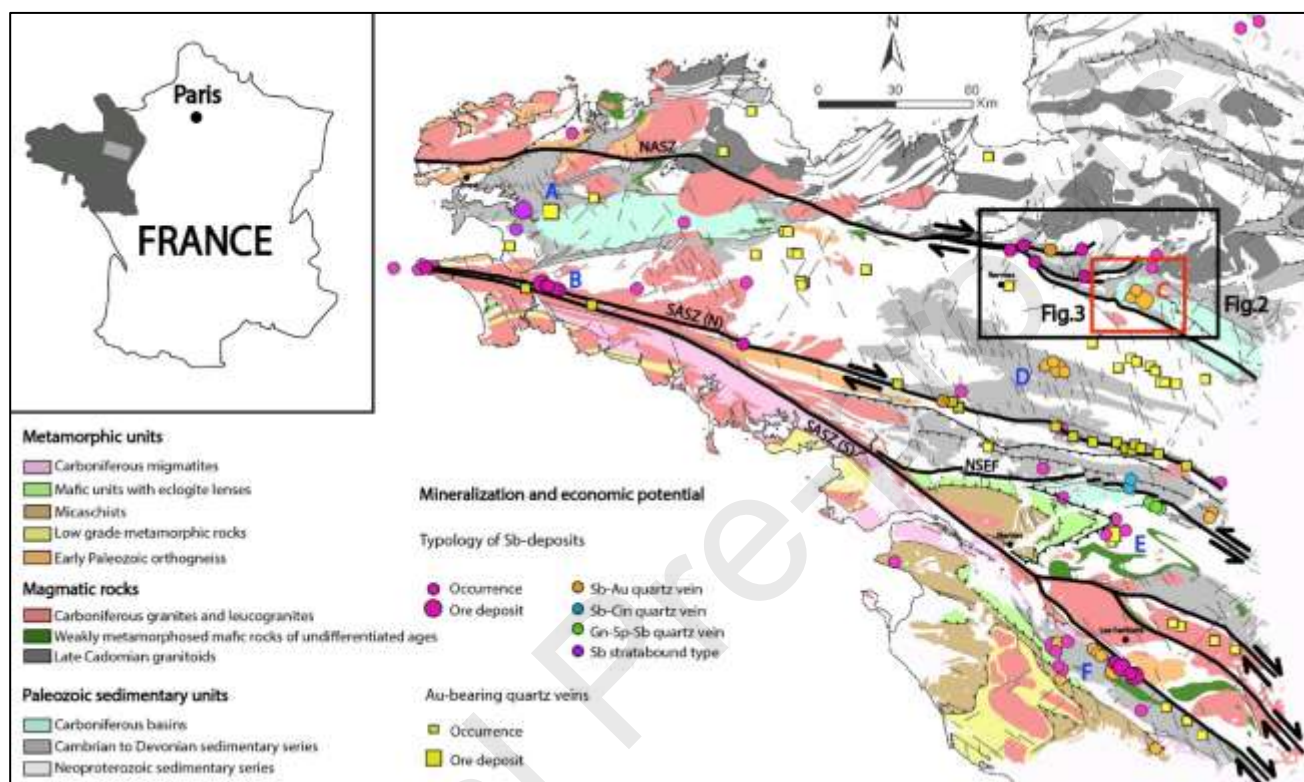 Paris
FRANCE
N
0 30 60
Km
NASZ
A
B
SASZ (N)
C
Fig.3
Fig.2
D
SASZ (S)
NSEF
E
F
Metamorphic units
Carboniferous migmatites
Mafic units with eclogite lenses
Micaschists
Low grade metamorphic rocks
Early Paleozoic orthogneiss
Magmatic rocks
Carboniferous granites and leucogranites
Weakly metamorphosed mafic rocks of undifferentiated ages
Late Cadomian granitoids
Paleozoic sedimentary units
Carboniferous basins
Cambrian to Devonian sedimentary series
Neoproterozoic sedimentary series
Mineralization and economic potential
Typology of Sb-deposits
Occurrence
Ore deposit
Sb-Au quartz vein
Sb-Cin quartz vein
Gn-Sp-Sb quartz vein
Sb stratabound type
Au-bearing quartz veins
Occurrence
Ore deposit